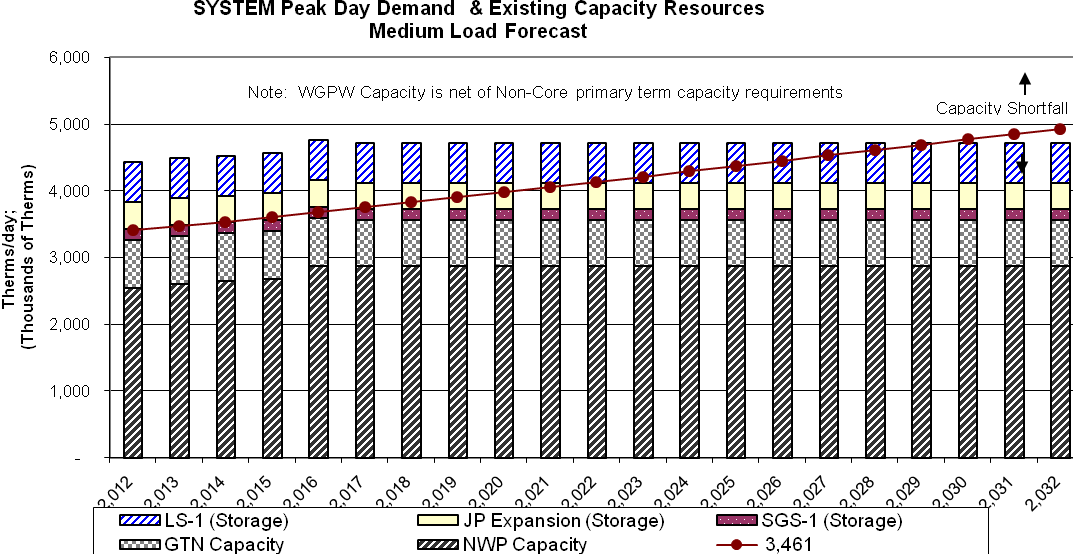 SYSTEM Peak Day Demand & Existing Capacity Resources
Medium Load Forecast
Therms/day;
(Thousands of Therms)
6,000
5,000
4,000
3,000
2,000
1,000
-
Note: WGPW Capacity is net of Non-Core primary term capacity requirements
Capacity Shortfall
2,012 2,013 2,014 2,015 2,016 2,017 2,018 2,019 2,020 2,021 2,022 2,023 2,024 2,025 2,026 2,027 2,028 2,029 2,030 2,031 2,032
LS-1 (Storage) JP Expansion (Storage) SGS-1 (Storage)
GTN Capacity NWP Capacity 3,461